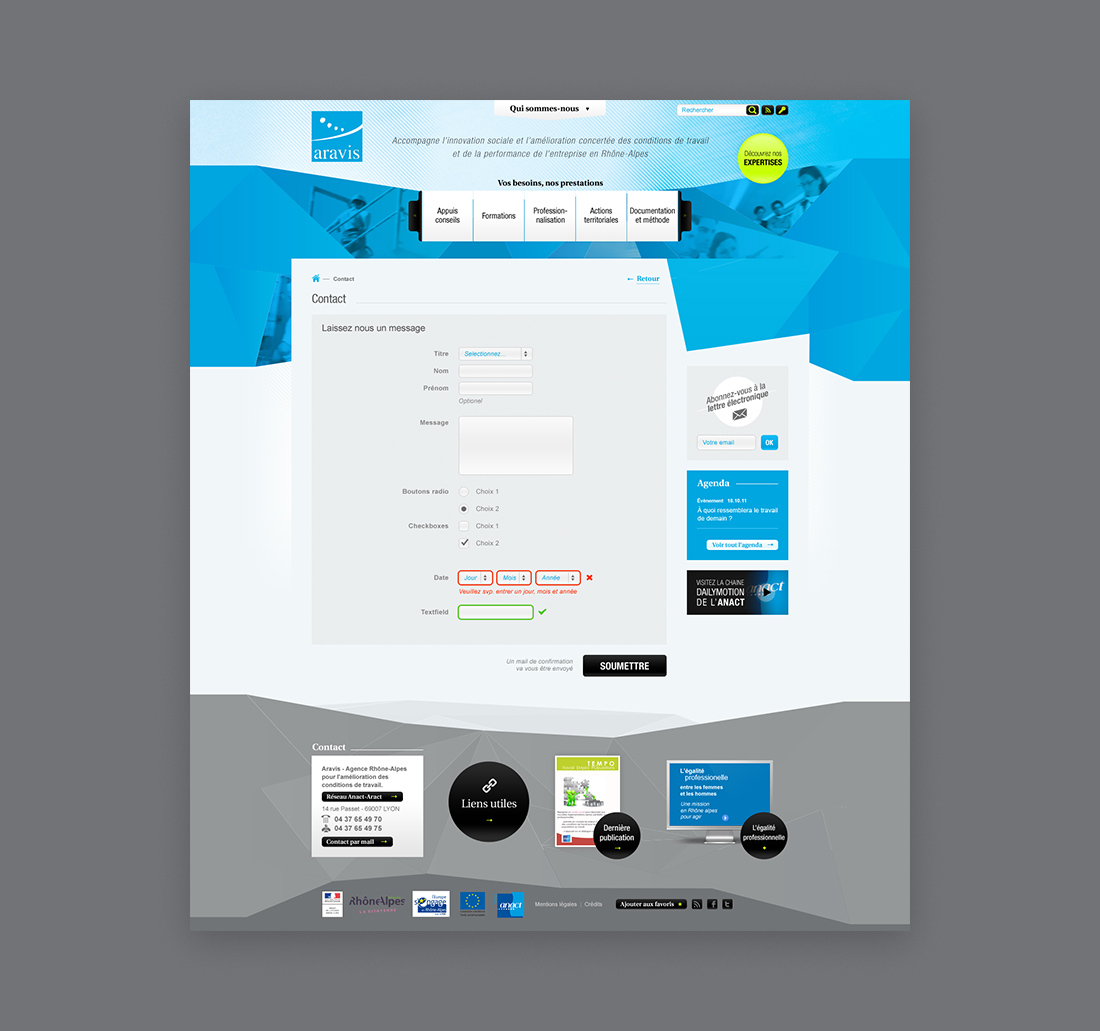 Qui sommes-nous
Rechercher
aravis
Accompagne l'innovation sociale et l'amélioration concertée des conditions de travail
et de la performance de l'entreprise en Rhône-Alpes
Découvrez nos
EXPERTISES
Vos besoins, nos prestations
Appuis
conseils
Formations
Profession-
nalisation
Actions
territoriales
Documentation
et méthode
Contact
← Retour
Contact
Laissez nous un message
Titre
Selectionnez...
Nom
Prénom
Optionel
Message
Boutons radio
Choix 1
Choix 2
Checkboxes
Choix 1
Choix 2
Date
Jour
Mois
Année
Veuillez svp. entrer un jour, mois et année
Textfield
Un mail de confirmation
va vous être envoyé
SOUMETTRE
Abonnez-vous à la
lettre électronique
Votre email
OK
Agenda
Évènement 18.10.11
À quoi ressemblera le travail
de demain ?
Voir tout l'agenda →
VISITEZ LA CHAINE
DAILYMOTION
DE L'ANACT
anact
Contact
Aravis - Agence Rhône-Alpes
pour l'amélioration des
conditions de travail.
Réseau Anact-Aract →
14 rue Passet - 69007 LYON
04 37 65 49 70
04 37 65 49 75
Contact par mail →
Liens utiles
→
TEMPO
Dernière
publication
→
L'égalité
professionelle
entre les femmes
et les hommes
Une mission
en Rhône alpes
pour agir
L'égalité
professionnelle
RhôneAlpes
l'Europe
s'engage
en Rhône-Alpes
anact
Mentions légales | Crédits
Ajouter aux favoris